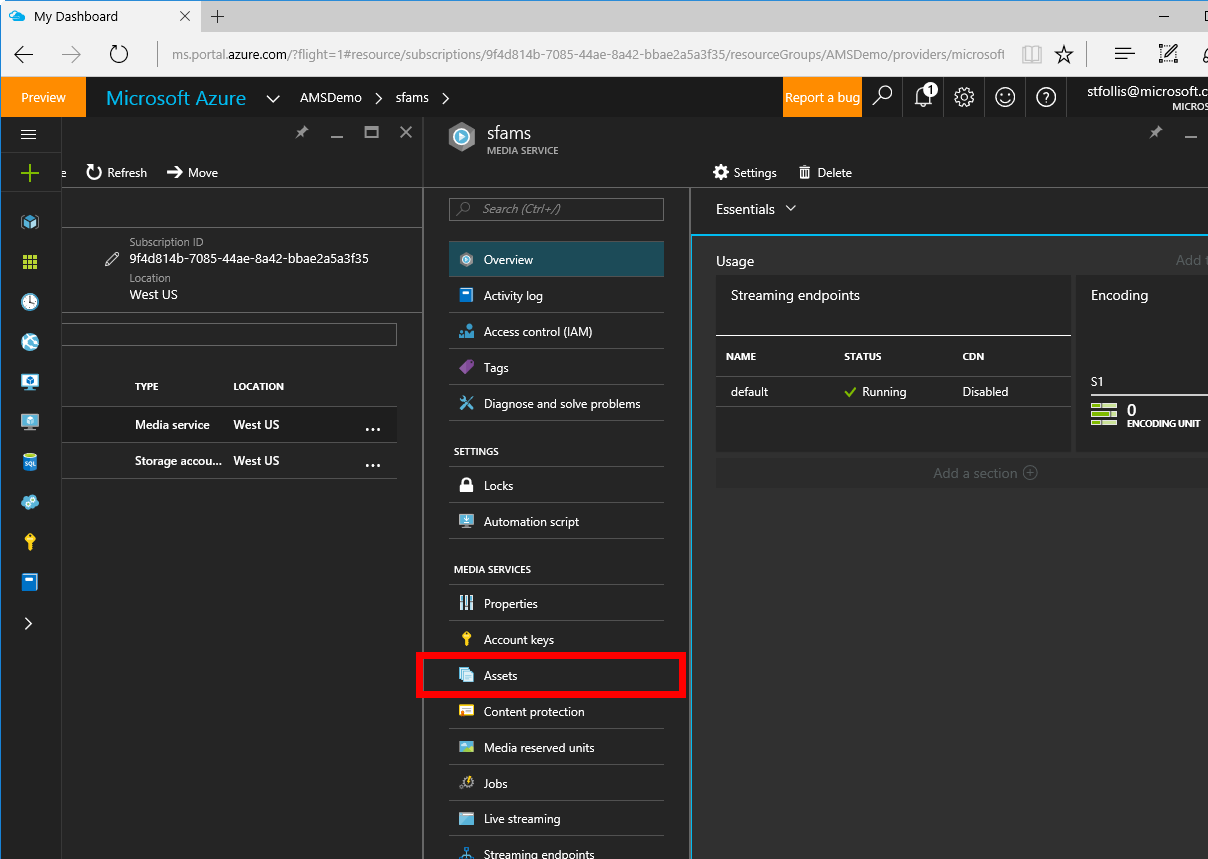 My Dashboard
ms.portal.azure.com/?flight=1#resource/subscriptions/9f4d814b-7085-44ae-8a42-bbae2a5a3f35/resourceGroups/AMSDemo/providers/microsoft
Preview
Microsoft Azure
AMSDemo
sfams
Report a bug
1
stfollis@microsoft.c
MICROS
Refresh
Move
Subscription ID
9f4d814b-7085-44ae-8a42-bbae2a5a3f35
Location
West US
TYPE LOCATION
Media service West US ...
Storage accou... West US ...
sfams
MEDIA SERVICE
Search (Ctrl+/)
Overview
Activity log
Access control (IAM)
Tags
Diagnose and solve problems
SETTINGS
Locks
Automation script
MEDIA SERVICES
Properties
Account keys
Assets
Content protection
Media reserved units
Jobs
Live streaming
Streaming endpoints
Settings
Delete
Essentials
Usage
Add
Streaming endpoints
NAME STATUS CDN
default Running Disabled
Encoding
S1
0
ENCODING UNIT
Add a section
SQL